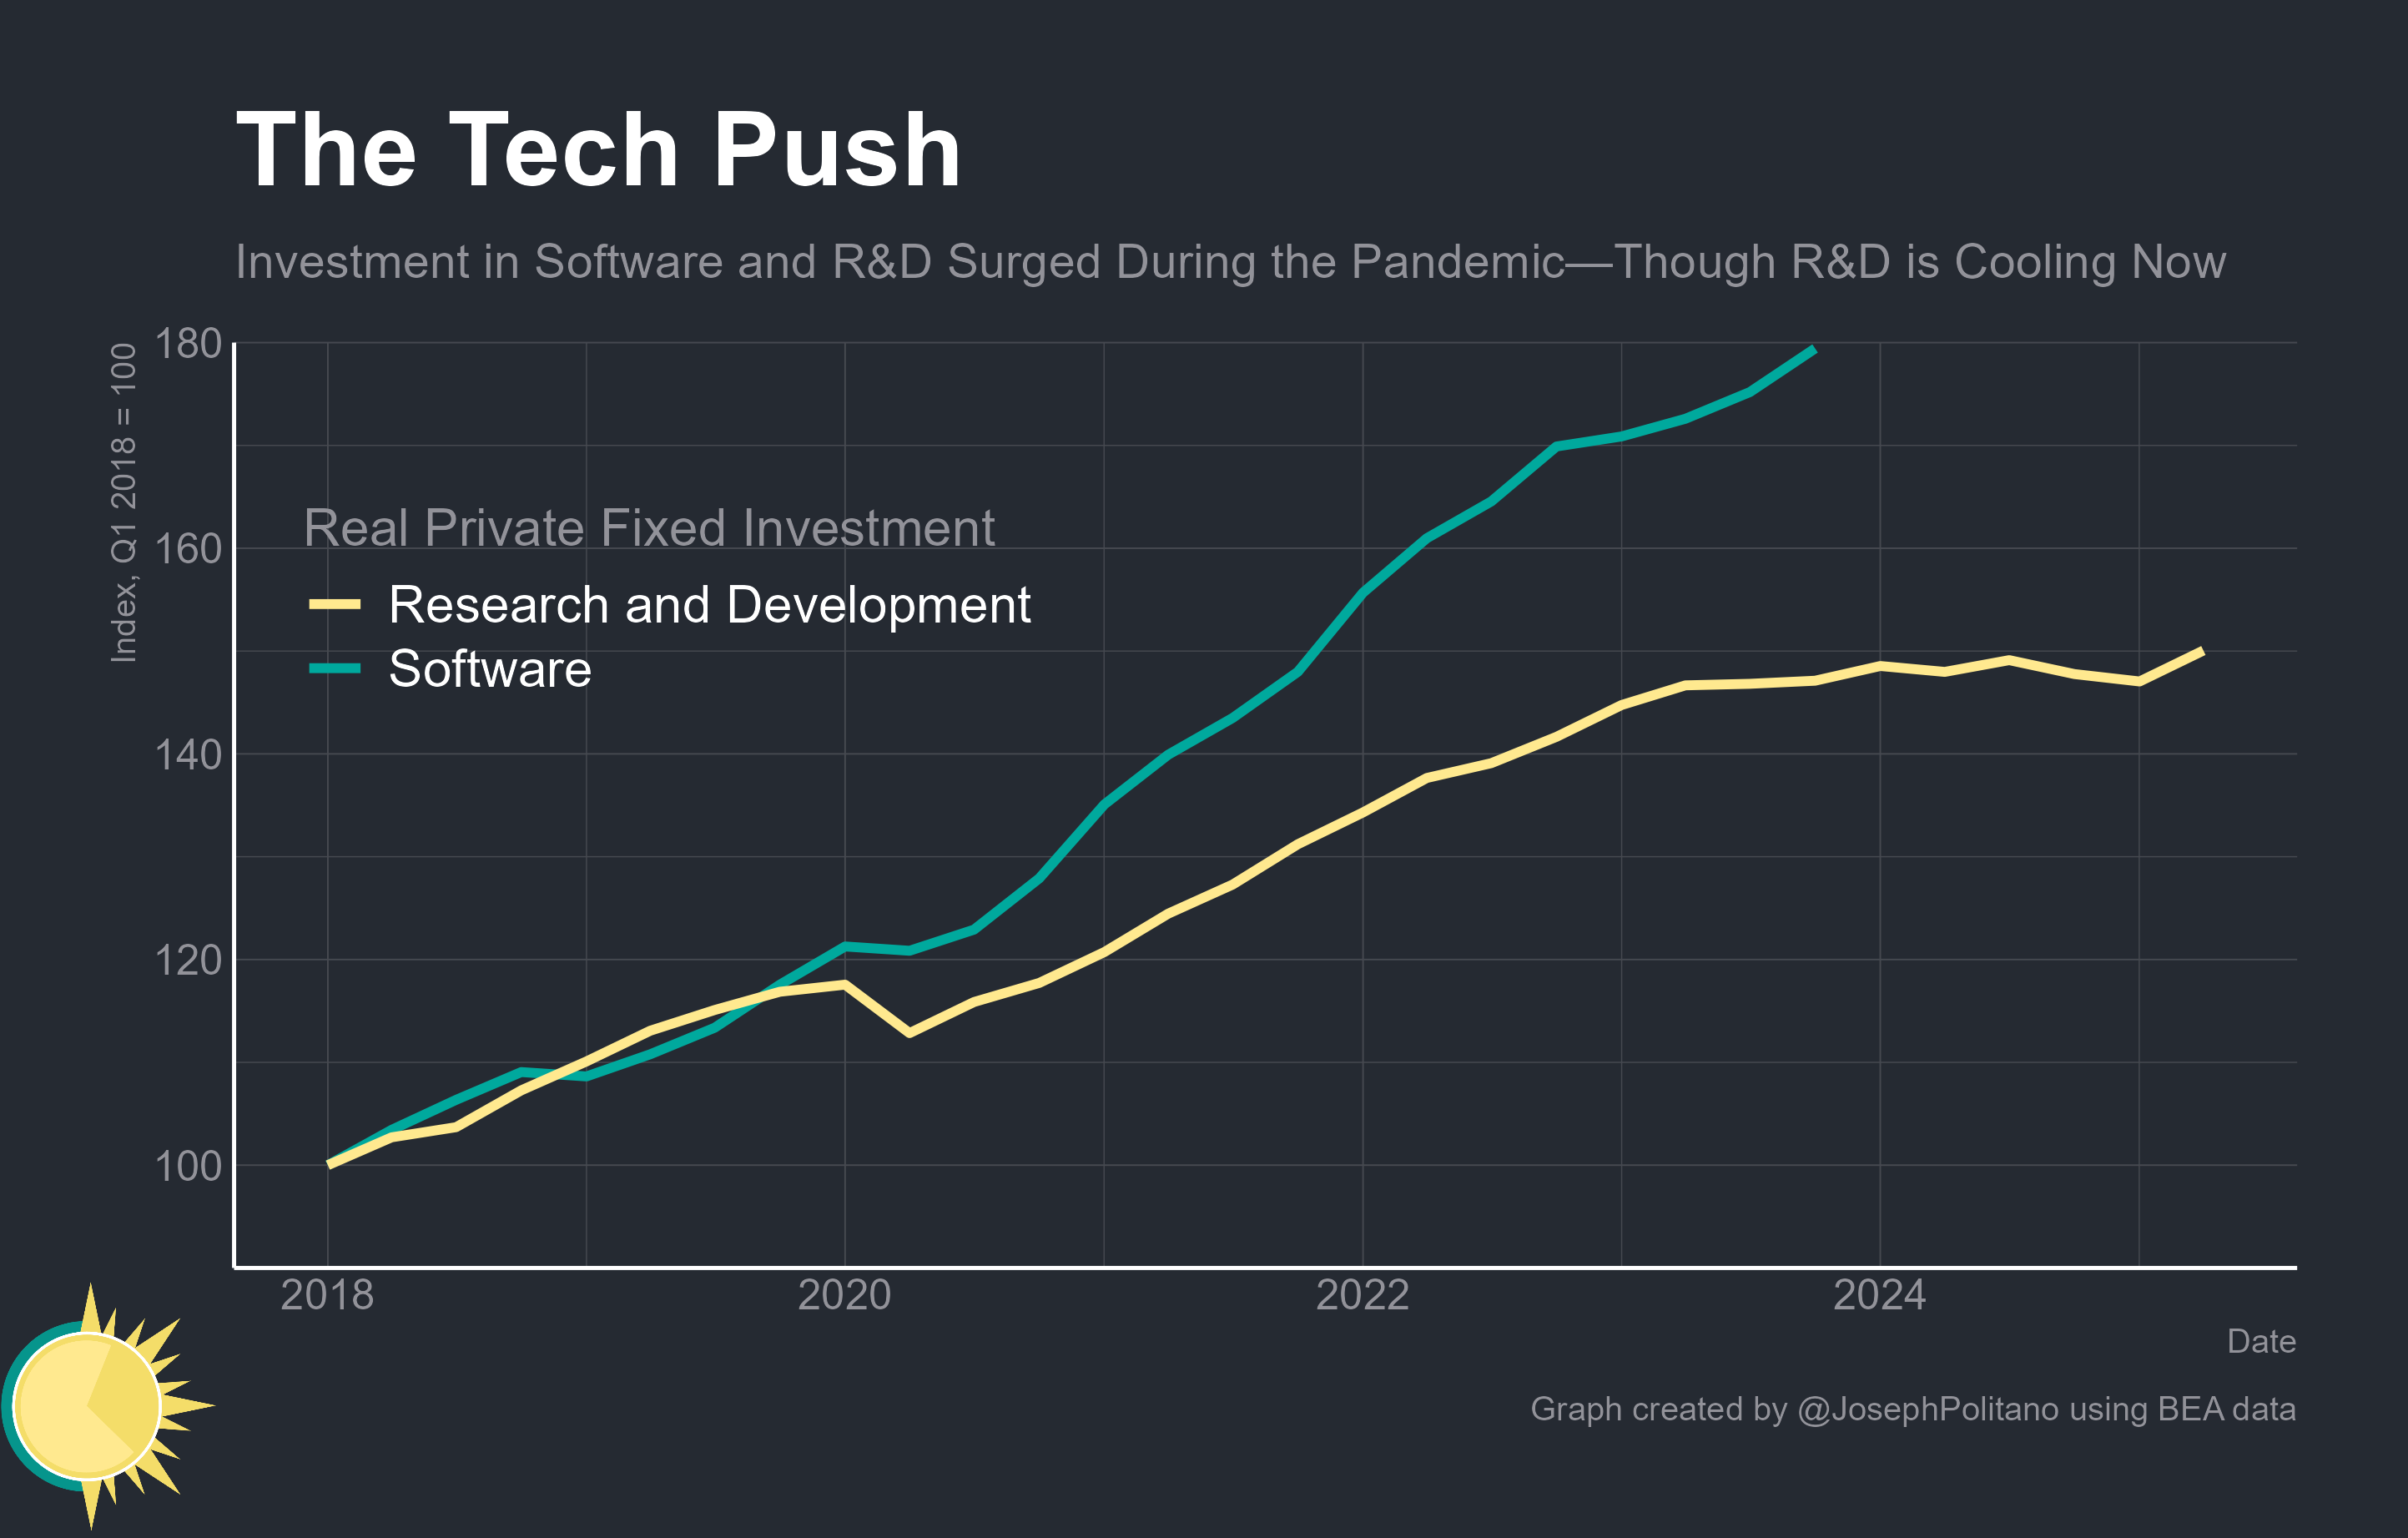 The Tech Push
Investment in Software and R&D Surged During the Pandemic—Though R&D is Cooling Now
Index, Q1 2018 = 100
180
160
140
120
100
Real Private Fixed Investment
Research and Development
Software
2018 2020 2022 2024
Date
Graph created by @JosephPolitano using BEA data